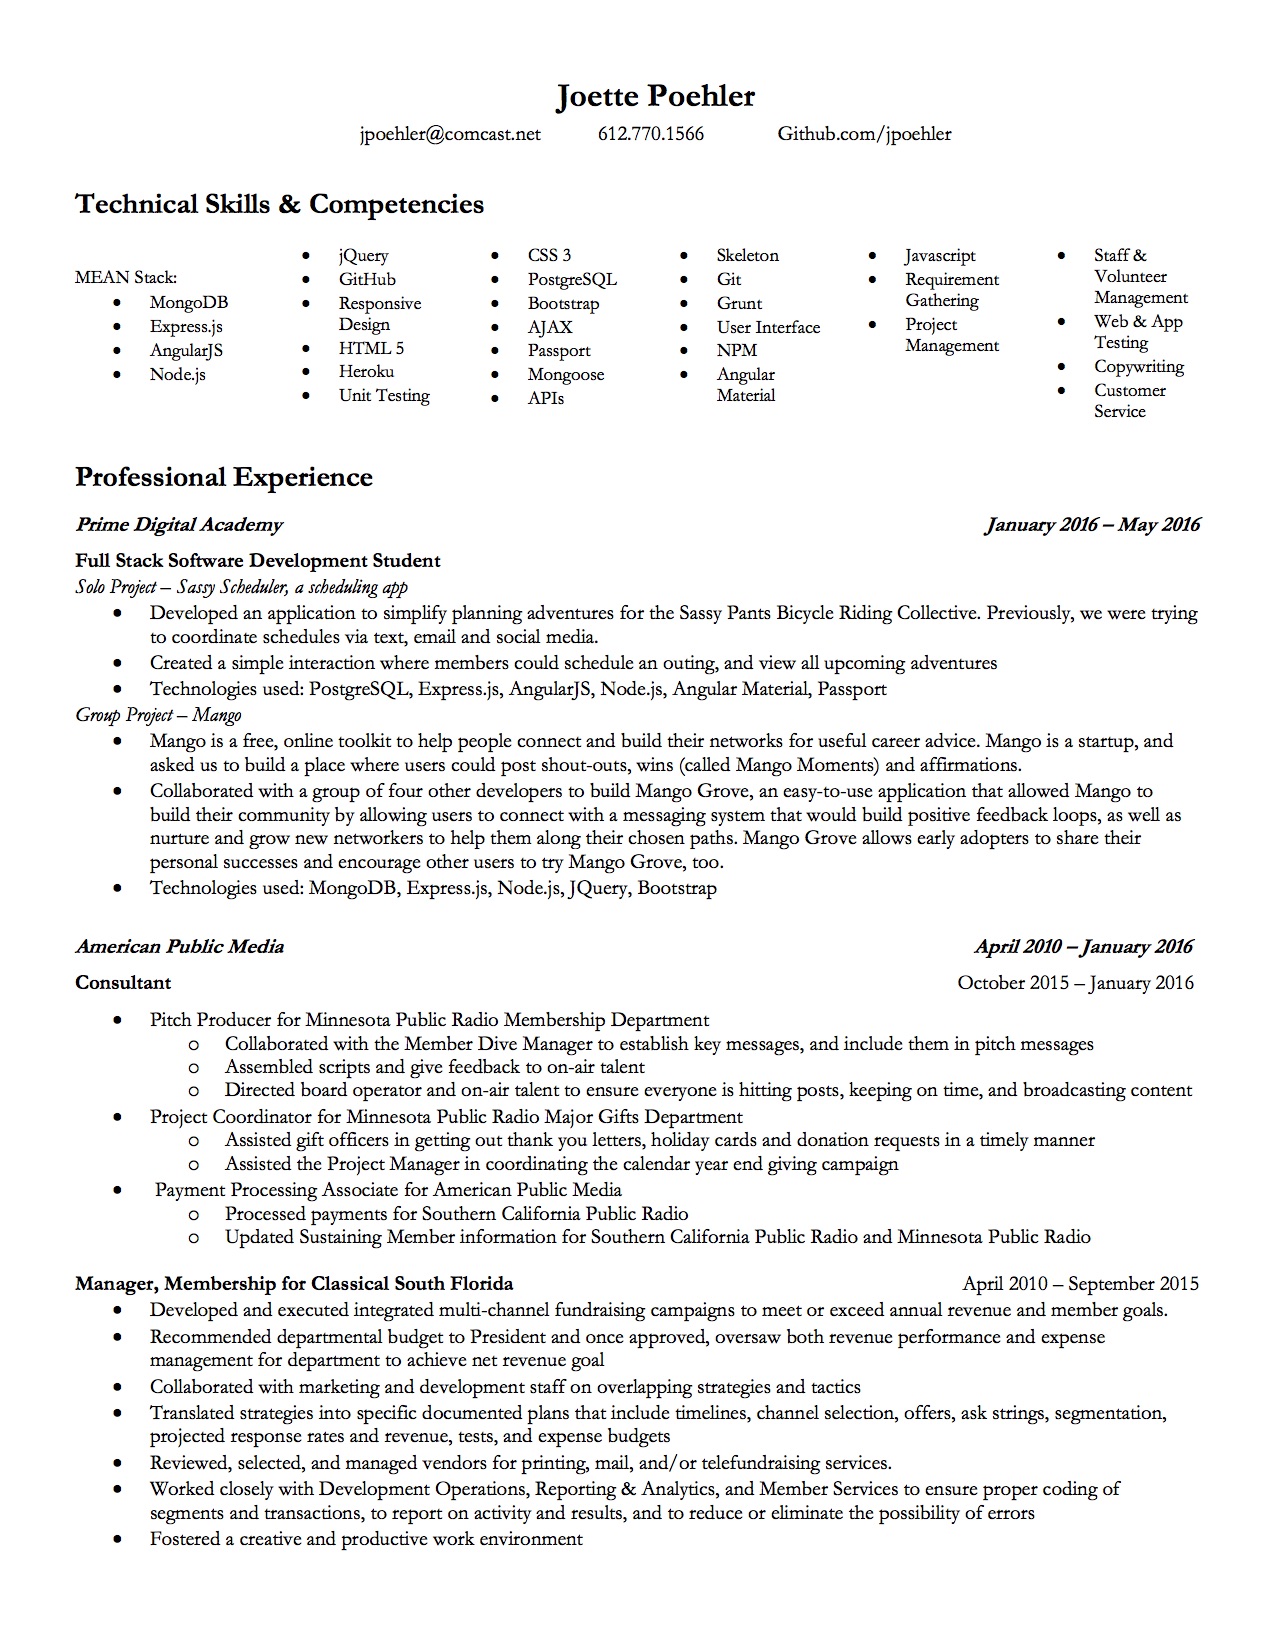 Joette Poehler
jpoehler@comcast.net 612.770.1566 Github.com/jpoehler
Technical Skills & Competencies
MEAN Stack:
• MongoDB
• Express.js
• AngularJS
• Node.js
• jQuery
• GitHub
• Responsive
Design
• HTML 5
• Heroku
• Unit Testing
• CSS 3
• PostgreSQL
• Bootstrap
• AJAX
• Passport
• Mongoose
• APIs
• Skeleton
• Git
• Grunt
• User Interface
• NPM
• Angular
Material
• Javascript
• Requirement
Gathering
• Project
Management
• Staff &
Volunteer
Management
• Web & App
Testing
• Copywriting
• Customer
Service
Professional Experience
Prime Digital Academy January 2016 – May 2016
Full Stack Software Development Student
Solo Project – Sassy Scheduler, a scheduling app
• Developed an application to simplify planning adventures for the Sassy Pants Bicycle Riding Collective. Previously, we were trying
to coordinate schedules via text, email and social media.
• Created a simple interaction where members could schedule an outing, and view all upcoming adventures
• Technologies used: PostgreSQL, Express.js, AngularJS, Node.js, Angular Material, Passport
Group Project – Mango
• Mango is a free, online toolkit to help people connect and build their networks for useful career advice. Mango is a startup, and
asked us to build a place where users could post shout-outs, wins (called Mango Moments) and affirmations.
• Collaborated with a group of four other developers to build Mango Grove, an easy-to-use application that allowed Mango to
build their community by allowing users to connect with a messaging system that would build positive feedback loops, as well as
nurture and grow new networkers to help them along their chosen paths. Mango Grove allows early adopters to share their
personal successes and encourage other users to try Mango Grove, too.
• Technologies used: MongoDB, Express.js, Node.js, JQuery, Bootstrap
American Public Media April 2010 – January 2016
Consultant October 2015 – January 2016
• Pitch Producer for Minnesota Public Radio Membership Department
o Collaborated with the Member Dive Manager to establish key messages, and include them in pitch messages
o Assembled scripts and give feedback to on-air talent
o Directed board operator and on-air talent to ensure everyone is hitting posts, keeping on time, and broadcasting content
• Project Coordinator for Minnesota Public Radio Major Gifts Department
o Assisted gift officers in getting out thank you letters, holiday cards and donation requests in a timely manner
o Assisted the Project Manager in coordinating the calendar year end giving campaign
• Payment Processing Associate for American Public Media
o Processed payments for Southern California Public Radio
o Updated Sustaining Member information for Southern California Public Radio and Minnesota Public Radio
Manager, Membership for Classical South Florida April 2010 – September 2015
• Developed and executed integrated multi-channel fundraising campaigns to meet or exceed annual revenue and member goals.
• Recommended departmental budget to President and once approved, oversaw both revenue performance and expense
management for department to achieve net revenue goal
• Collaborated with marketing and development staff on overlapping strategies and tactics
• Translated strategies into specific documented plans that include timelines, channel selection, offers, ask strings, segmentation,
projected response rates and revenue, tests, and expense budgets
• Reviewed, selected, and managed vendors for printing, mail, and/or telefundraising services.
• Worked closely with Development Operations, Reporting & Analytics, and Member Services to ensure proper coding of
segments and transactions, to report on activity and results, and to reduce or eliminate the possibility of errors
• Fostered a creative and productive work environment